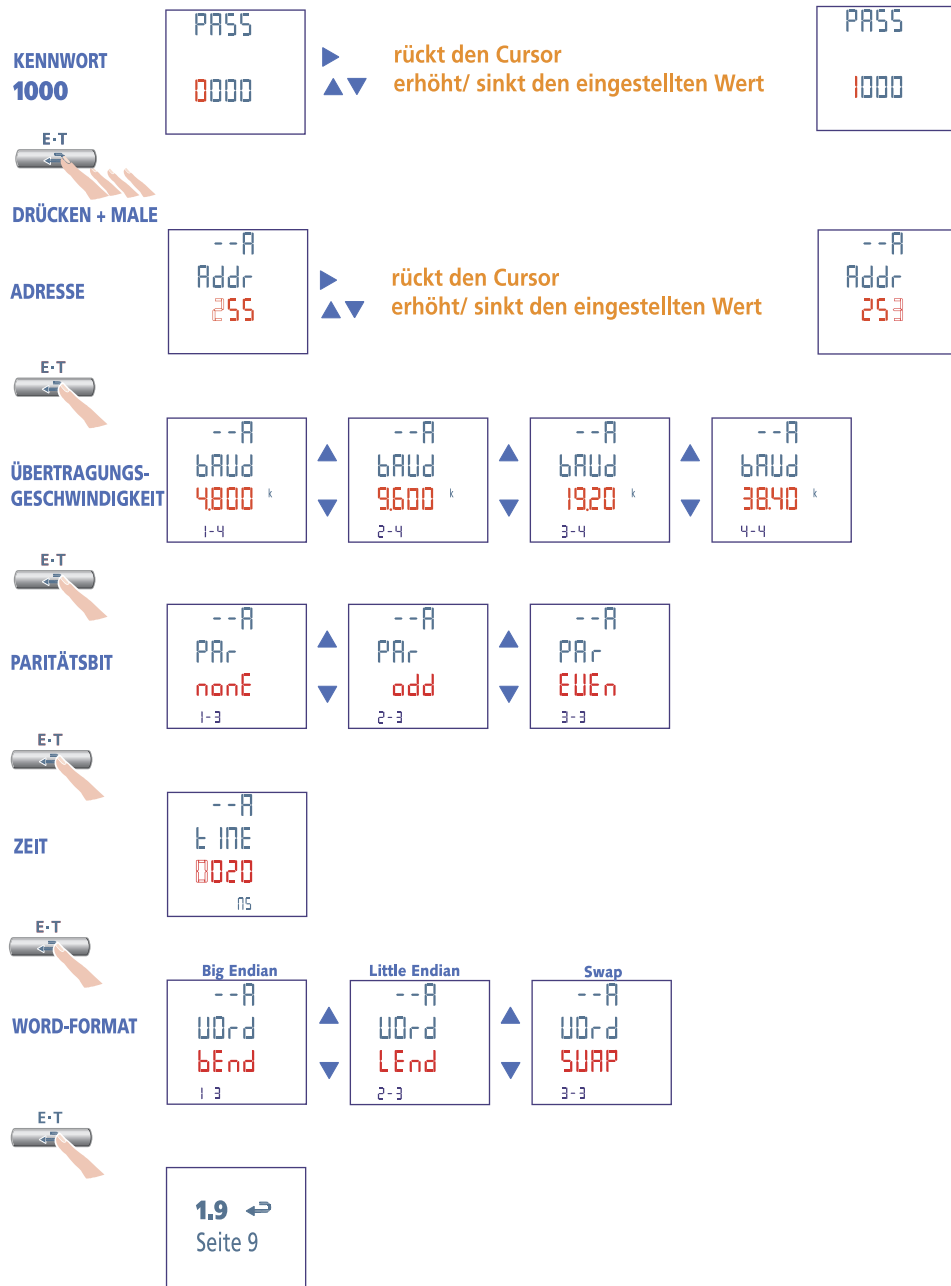 PASS
PASS
KENNWORT
1000
0000
rückt den Cursor
erhöht/ sinkt den eingestellten Wert
1000
E·T
DRÜCKEN + MALE
--A
--A
ADRESSE
Addr
rückt den Cursor
Addr
255
erhöht/ sinkt den eingestellten Wert
253
E·T
--A
--A
--A
--A
ÜBERTRAGUNGS-
GESCHWINDIGKEIT
bAUd
bAUd
bAUd
bAUd
4.800 k
9.600 k
19.20 k
38.40 k
1-4
2-4
3-4
4-4
E·T
--A
--A
--A
PARITÄTSBIT
PAr
PAr
PAr
nonE
odd
EUEn
1-3
2-3
3-3
E·T
--A
ZEIT
tIME
0020
MS
E·T
Big Endian
Little Endian
Swap
--A
--A
--A
WORD-FORMAT
UOrd
UOrd
UOrd
bEnd
LEnd
SUAP
1 3
2-3
3-3
E·T
1.9
Seite 9